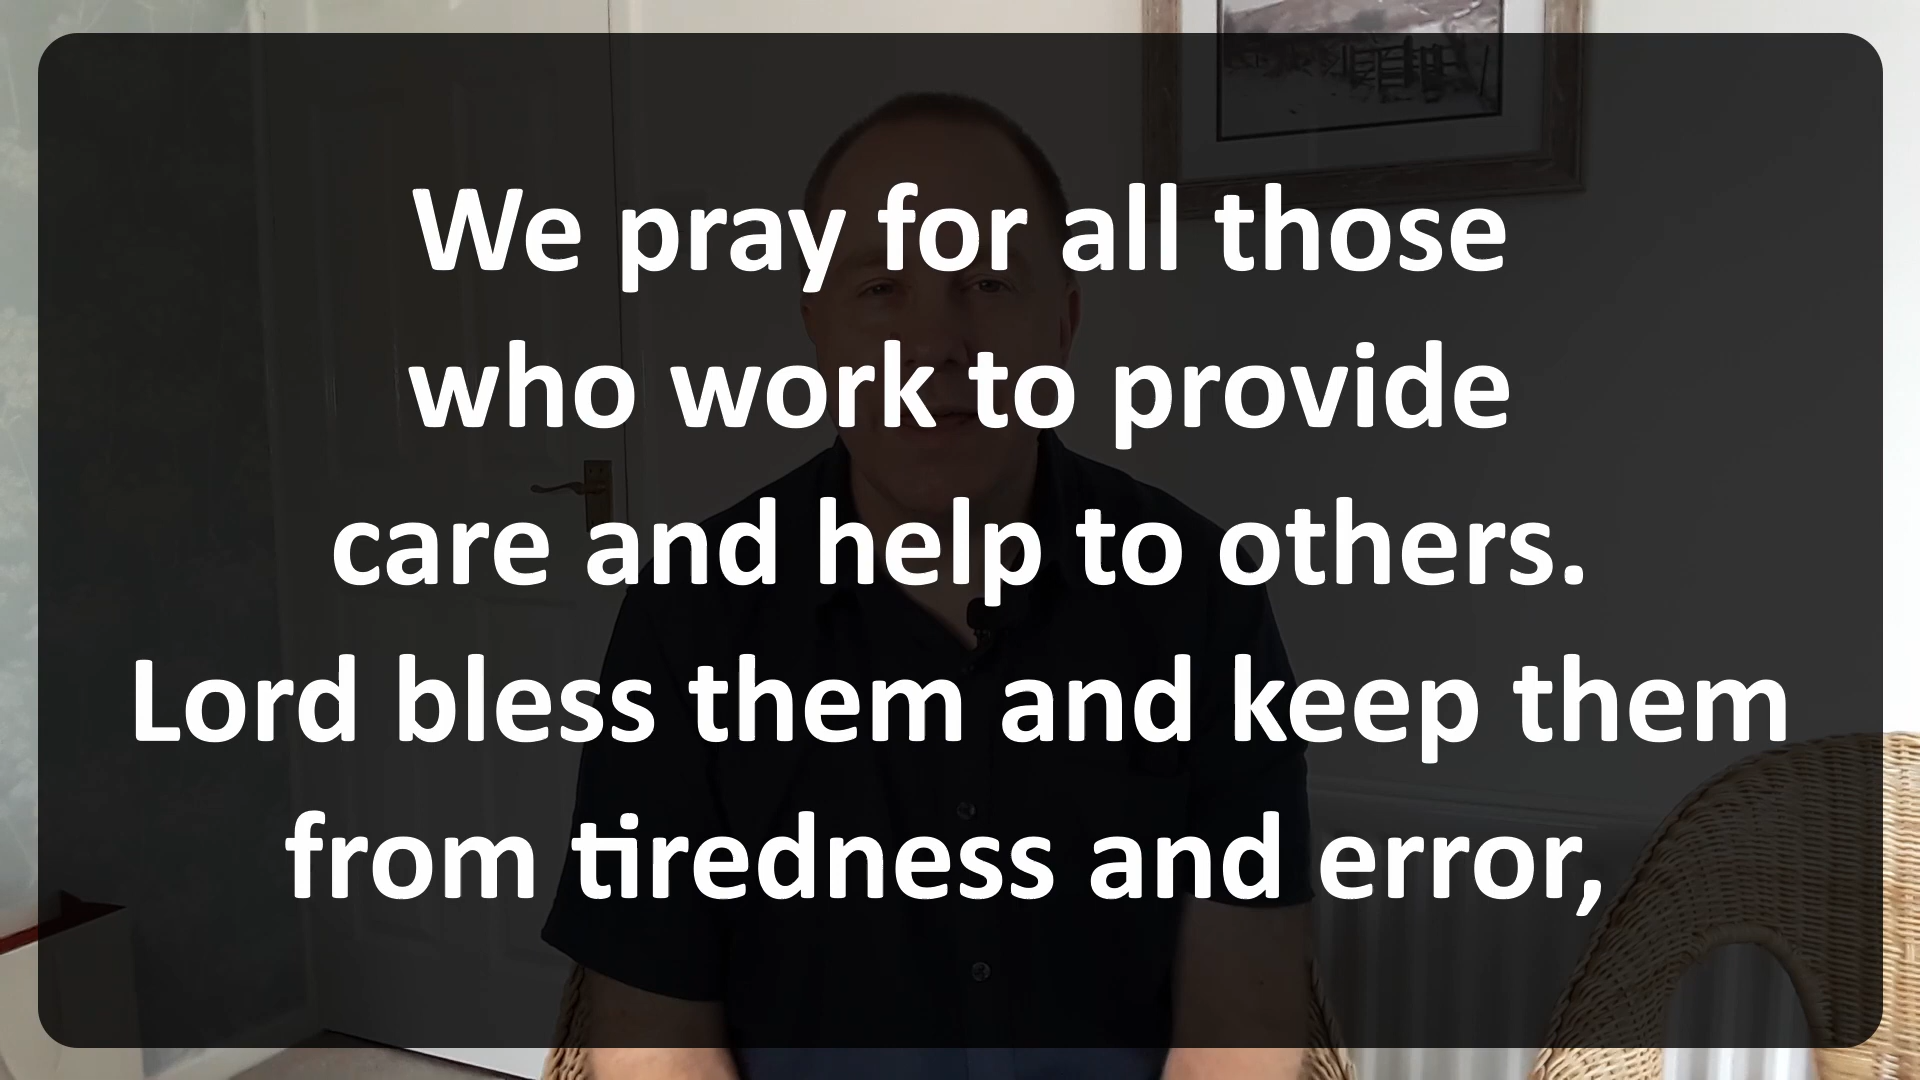 We pray for all those
who work to provide
care and help to others.
Lord bless them and keep them
from tiredness and error,